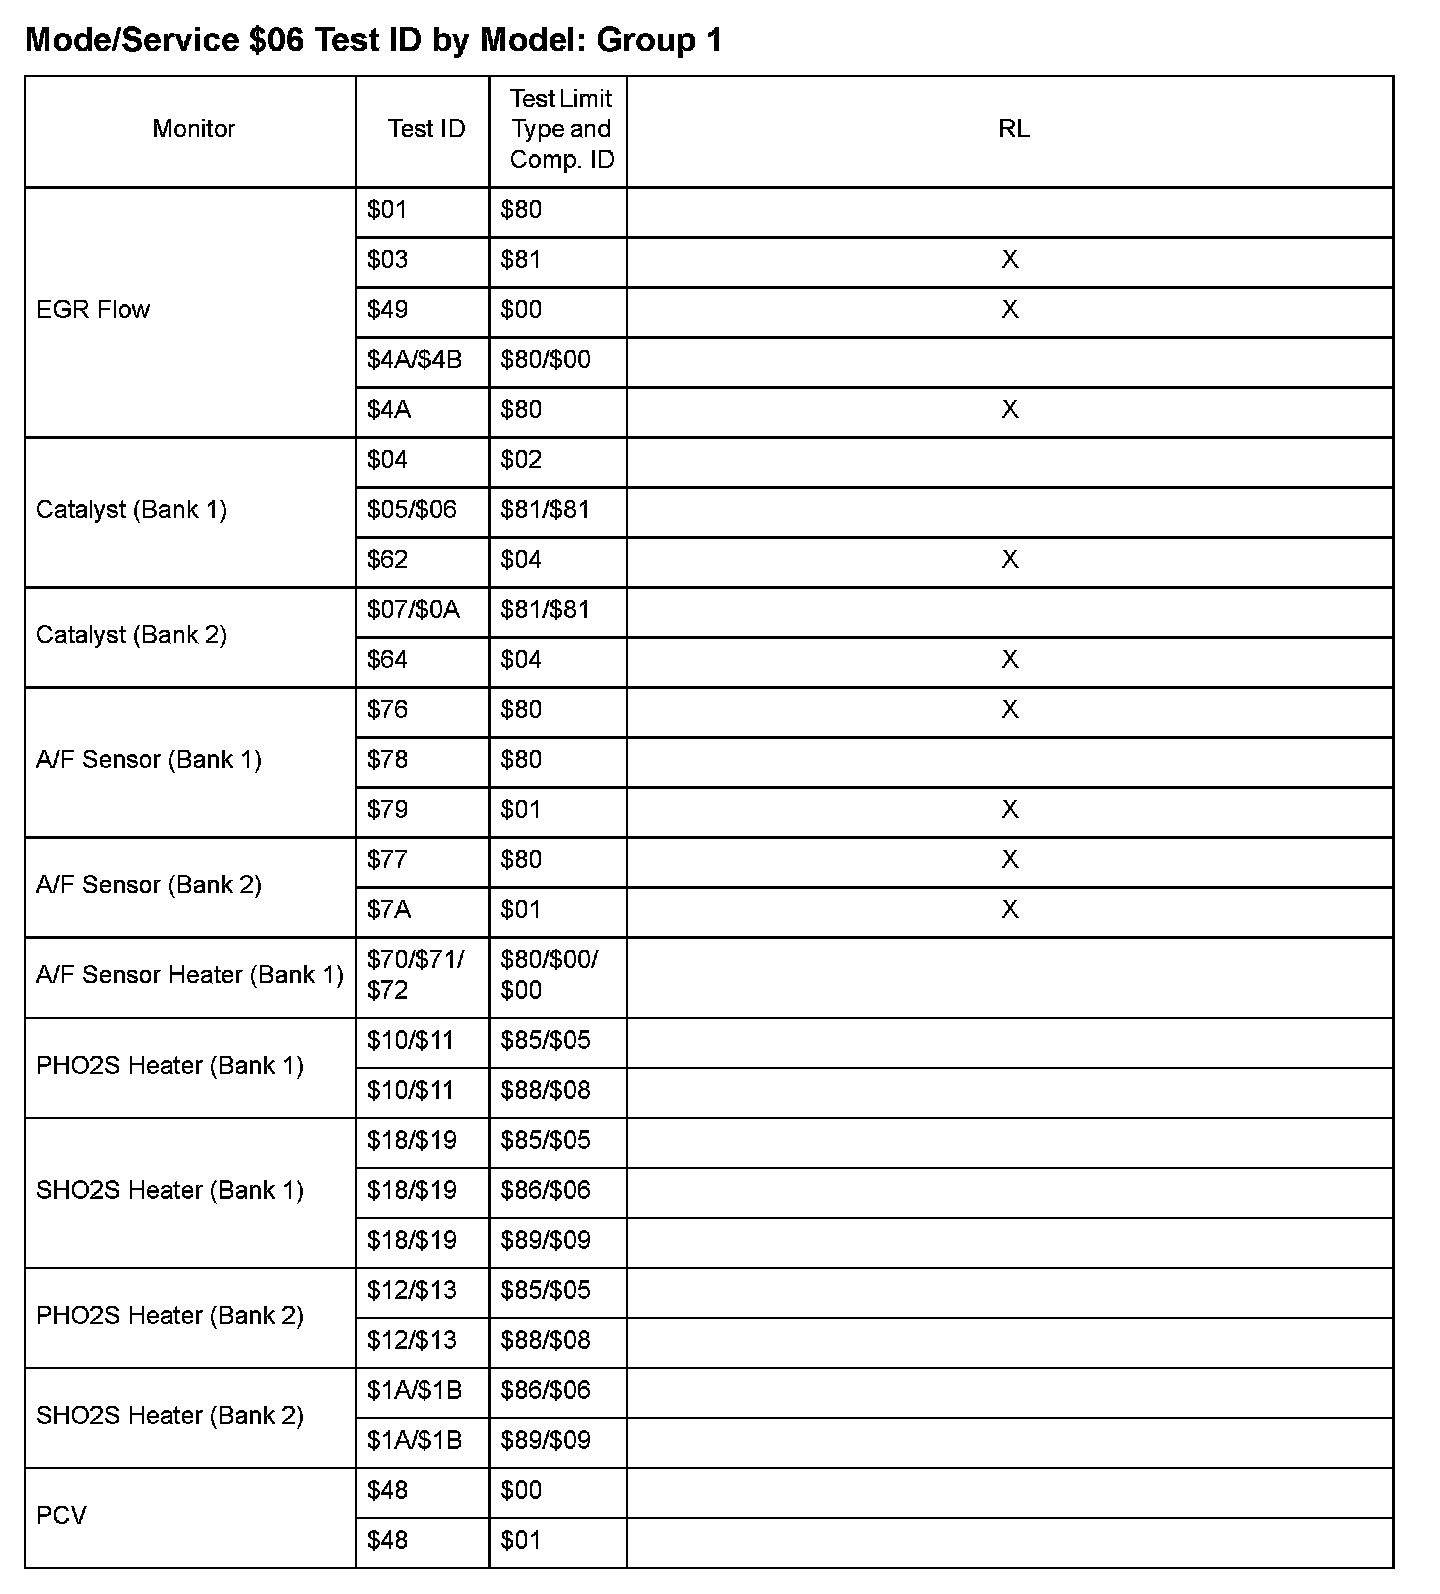 Mode/Service $06 Test ID by Model: Group 1
Monitor
Test ID
Test Limit
Type and
Comp. ID
RL
EGR Flow
$01 $80
$03 $81 X
$49 $00 X
$4A/$4B $80/$00
$4A $80 X
Catalyst (Bank 1)
$04 $02
$05/$06 $81/$81
$62 $04 X
Catalyst (Bank 2)
$07/$0A $81/$81
$64 $04 X
A/F Sensor (Bank 1)
$76 $80 X
$78 $80
$79 $01 X
A/F Sensor (Bank 2)
$77 $80 X
$7A $01 X
A/F Sensor Heater (Bank 1)
$70/$71/ $80/$00/
$72 $00
PHO2S Heater (Bank 1)
$10/$11 $85/$05
$10/$11 $88/$08
SHO2S Heater (Bank 1)
$18/$19 $85/$05
$18/$19 $86/$06
$18/$19 $89/$09
PHO2S Heater (Bank 2)
$12/$13 $85/$05
$12/$13 $88/$08
SHO2S Heater (Bank 2)
$1A/$1B $86/$06
$1A/$1B $89/$09
PCV
$48 $00
$48 $01